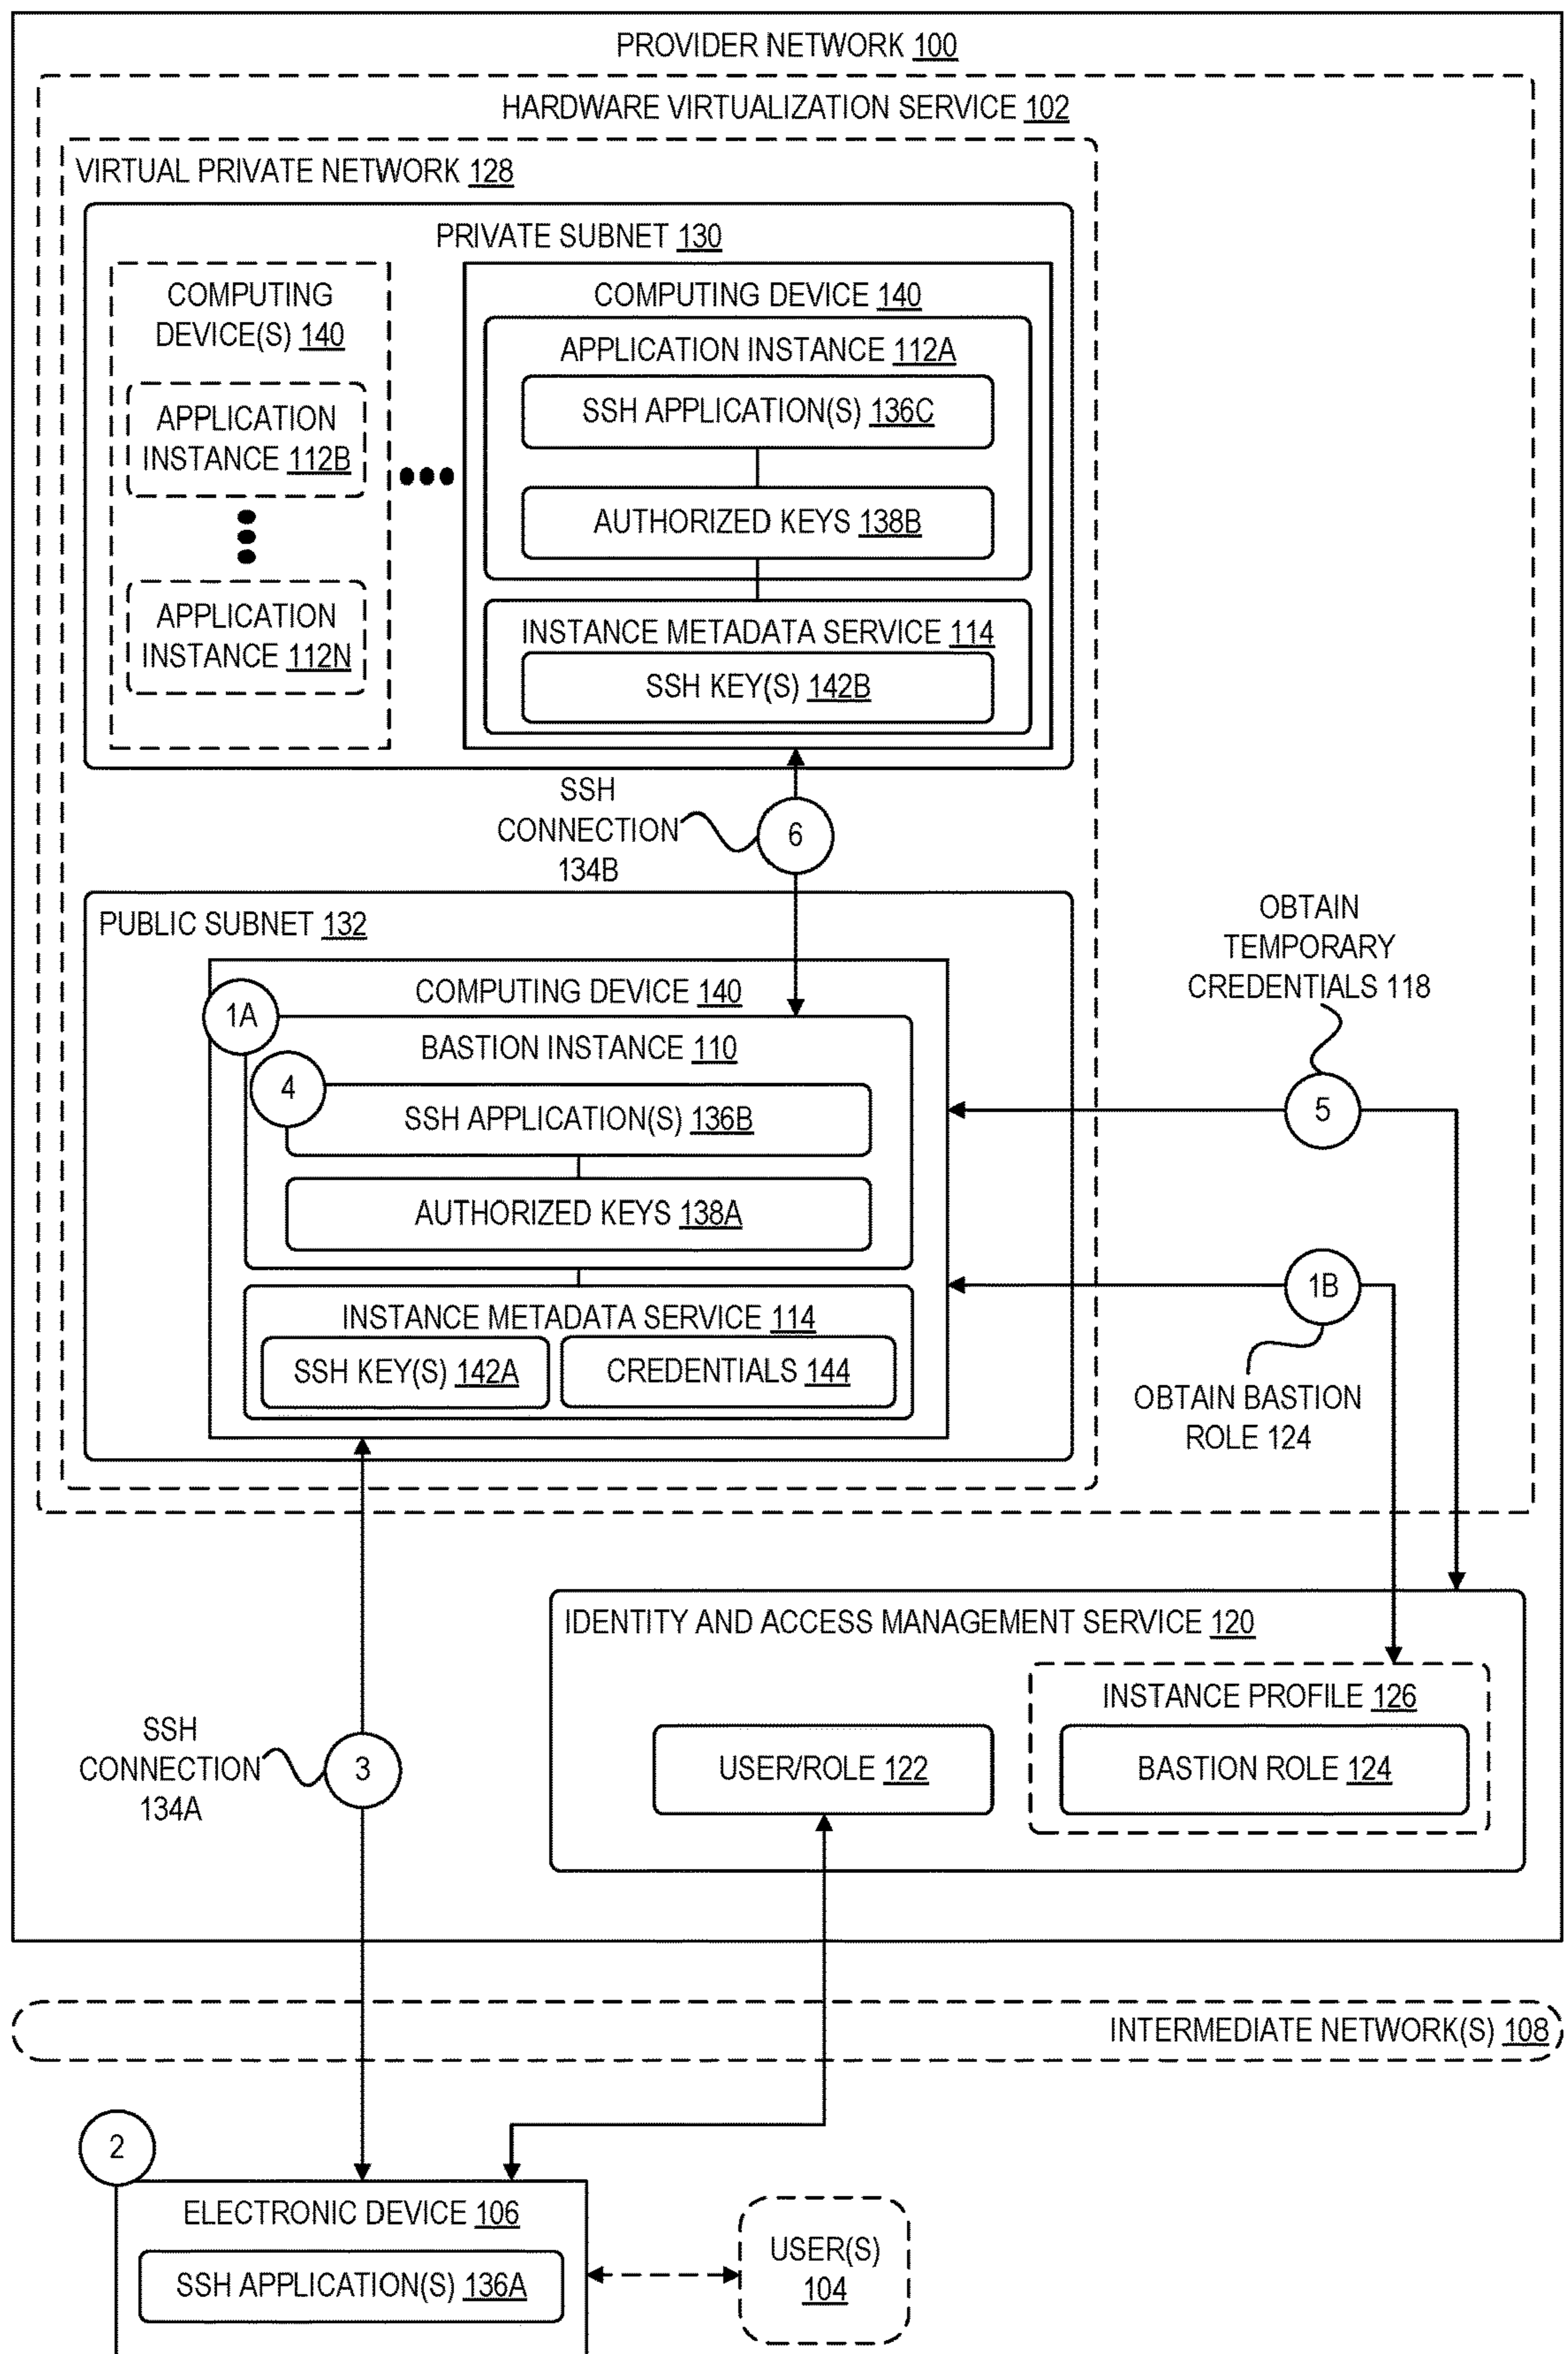 PROVIDER NETWORK 100
HARDWARE VIRTUALIZATION SERVICE 102
VIRTUAL PRIVATE NETWORK 128
PRIVATE SUBNET 130
COMPUTING
DEVICE(S) 140
APPLICATION
INSTANCE 112B
APPLICATION
INSTANCE 112N
COMPUTING DEVICE 140
APPLICATION INSTANCE 112A
SSH APPLICATION(S) 136C
AUTHORIZED KEYS 138B
INSTANCE METADATA SERVICE 114
SSH KEY(S) 142B
SSH
CONNECTION
134B
6
PUBLIC SUBNET 132
COMPUTING DEVICE 140
1A
BASTION INSTANCE 110
4
SSH APPLICATION(S) 136B
AUTHORIZED KEYS 138A
INSTANCE METADATA SERVICE 114
SSH KEY(S) 142A
CREDENTIALS 144
OBTAIN
TEMPORARY
CREDENTIALS 118
5
1B
OBTAIN BASTION
ROLE 124
IDENTITY AND ACCESS MANAGEMENT SERVICE 120
INSTANCE PROFILE 126
USER/ROLE 122
BASTION ROLE 124
SSH
CONNECTION
134A
3
INTERMEDIATE NETWORK(S) 108
2
ELECTRONIC DEVICE 106
SSH APPLICATION(S) 136A
USER(S)
104